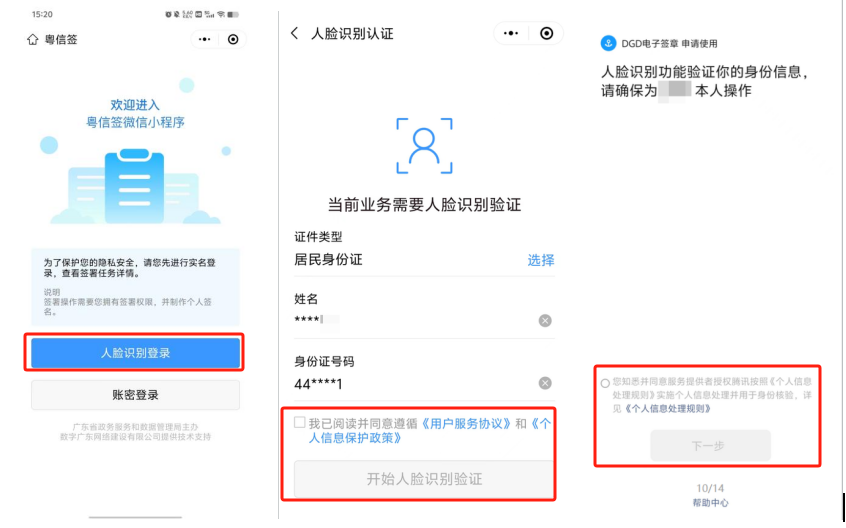 15:20
粤信签
欢迎进入
粤信签微信小程序
为了保护您的隐私安全，请您先进行实名登
录，查看签署任务详情。
说明
签署操作需要您拥有签署权限，并制作个人签
名。
人脸识别登录
账密登录
广东省政务服务和数据管理局主办
数字广东网络建设有限公司提供技术支持
人脸识别认证
当前业务需要人脸识别验证
证件类型
居民身份证
选择
姓名
****
身份证号码
44****1
我已阅读并同意遵循《用户服务协议》和《个
人信息保护政策》
开始人脸识别验证
DGD电子签章 申请使用
人脸识别功能验证你的身份信息，
请确保为 本人操作
您知悉并同意服务提供者授权腾讯按照《个人信息
处理规则》实施个人信息处理并用于身份核验，详
见《个人信息处理规则》
下一步
10/14
帮助中心